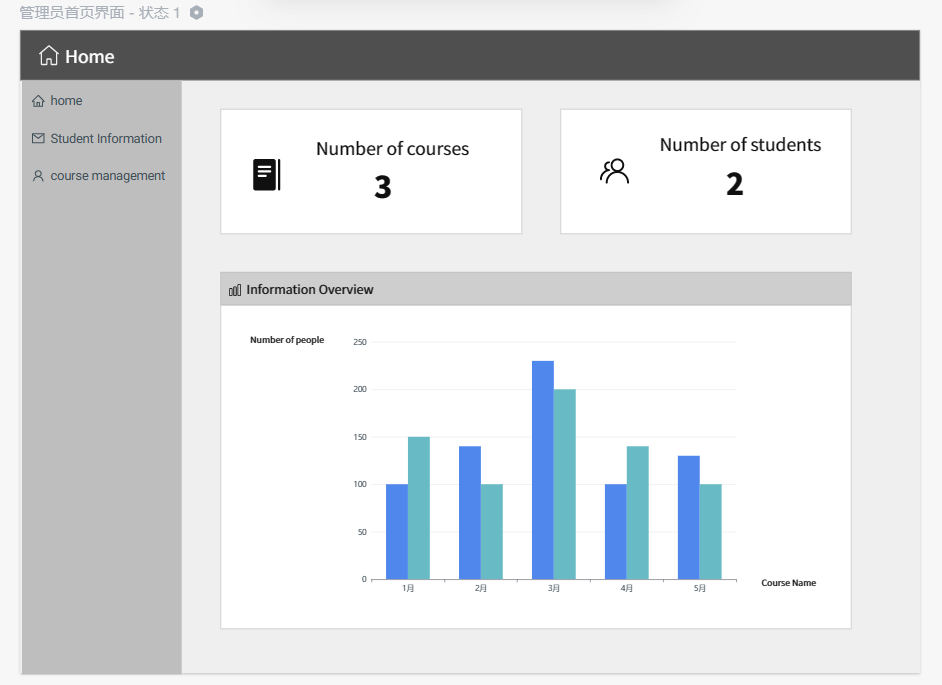 管理员首页界面 - 状态 1
Home
home
Student Information
course management
Number of courses
3
Number of students
2
Information Overview
Number of people
250
200
150
100
50
0
1月
2月
3月
4月
5月
Course Name